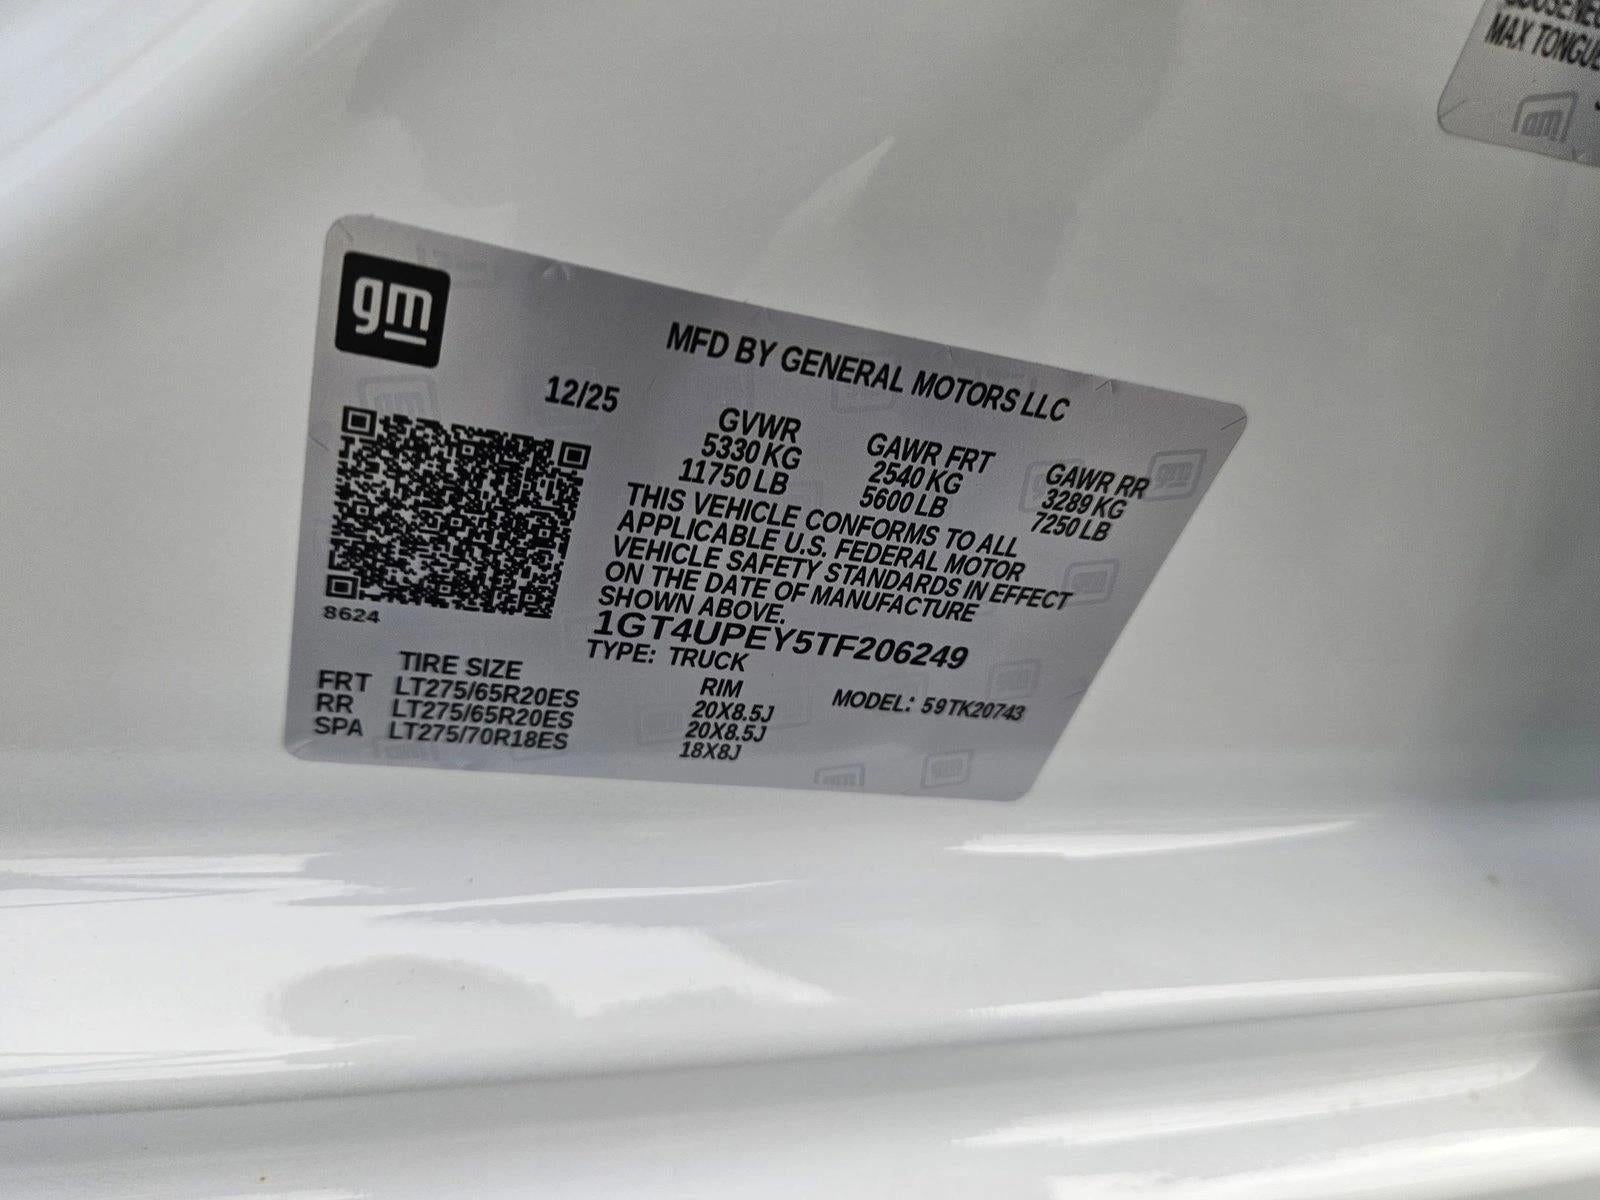 gm
MFD BY GENERAL MOTORS LLC
12/25
GVWR GAWR FRT GAWR RR
5330 KG 2540 KG 3289 KG
11750 LB 5600 LB 7250 LB
THIS VEHICLE CONFORMS TO ALL
APPLICABLE U.S. FEDERAL MOTOR
VEHICLE SAFETY STANDARDS IN EFFECT
ON THE DATE OF MANUFACTURE
SHOWN ABOVE.
8624
1GT4UPEY5TF206249
TYPE: TRUCK
MODEL: 59TK20743
TIRE SIZE RIM
FRT LT275/65R20ES 20X8.5J
RR LT275/65R20ES 20X8.5J
SPA LT275/70R18ES 18X8J
MAX TONGUE
gm